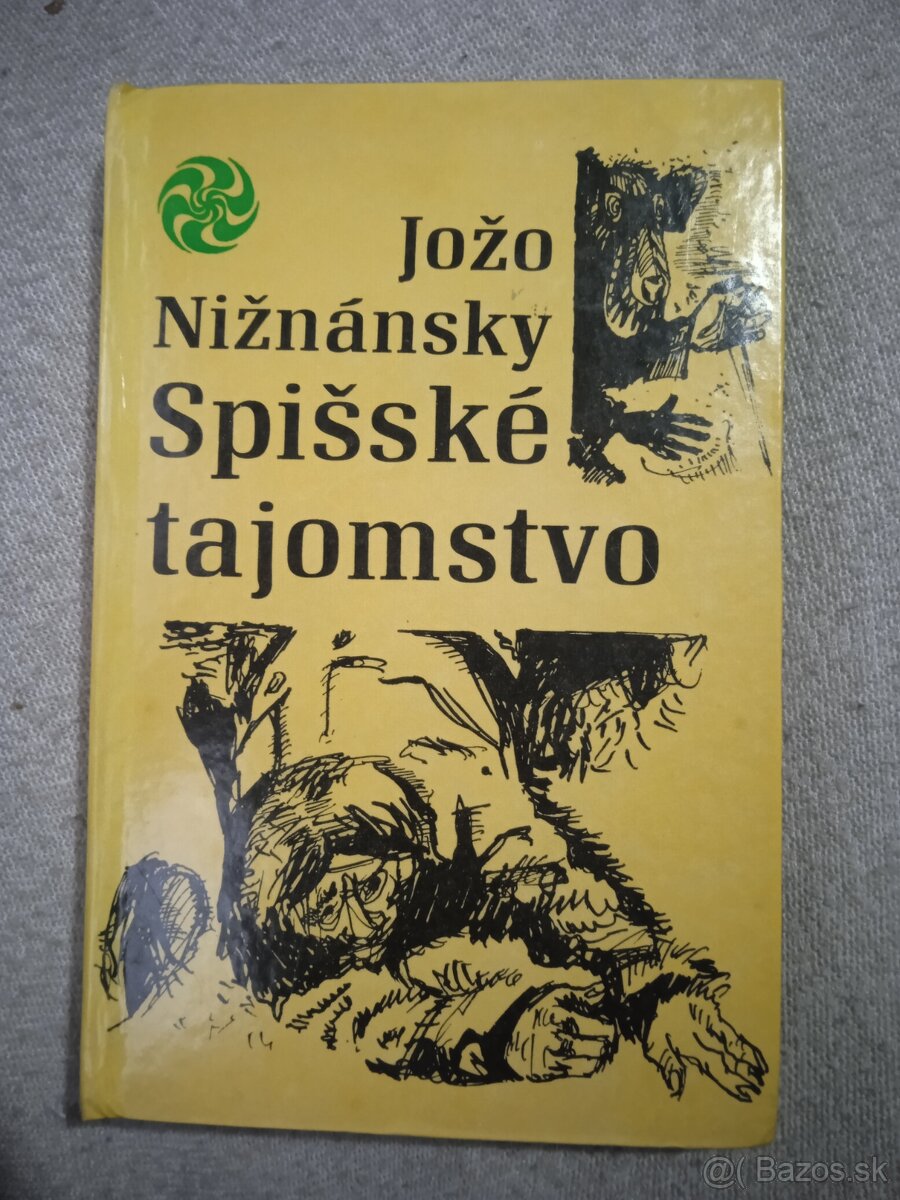 Jožo
Nižnánsky
Spišské
tajomstvo
@( Bazos.sk